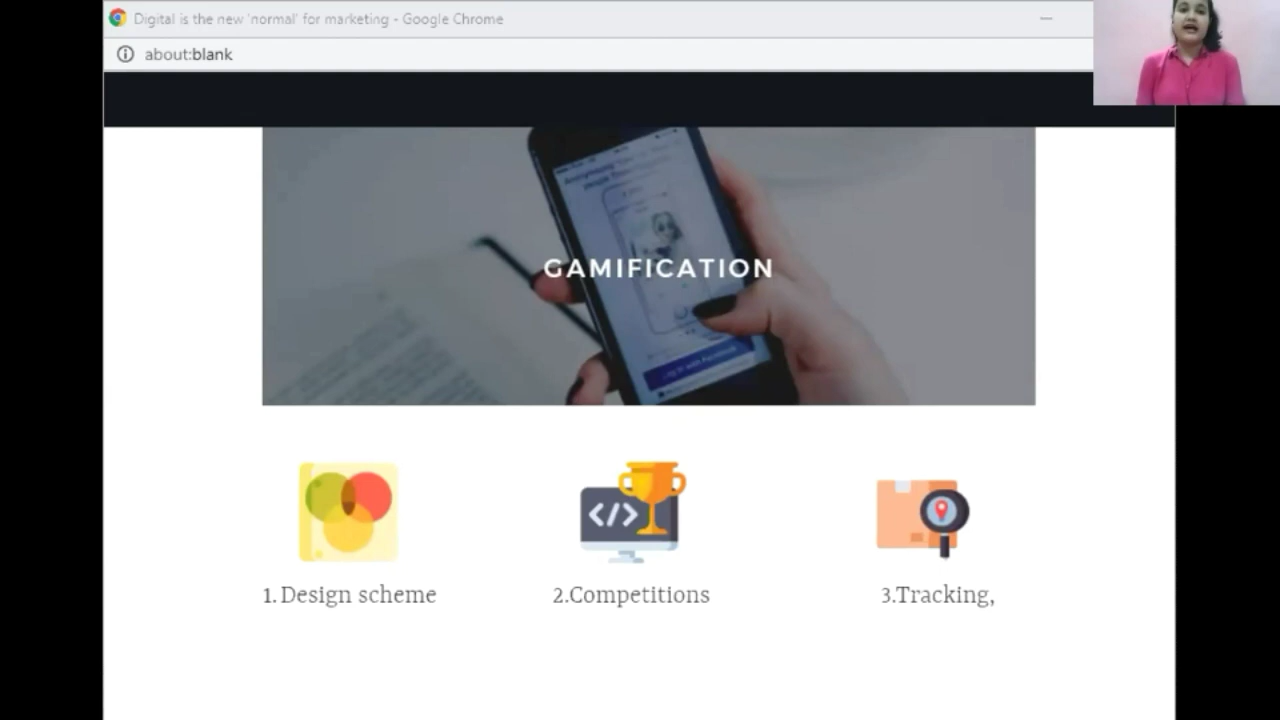 Digital is the new 'normal' for marketing - Google Chrome
about:blank
GAMIFICATION
</>
1. Design scheme
2.Competitions
3.Tracking,